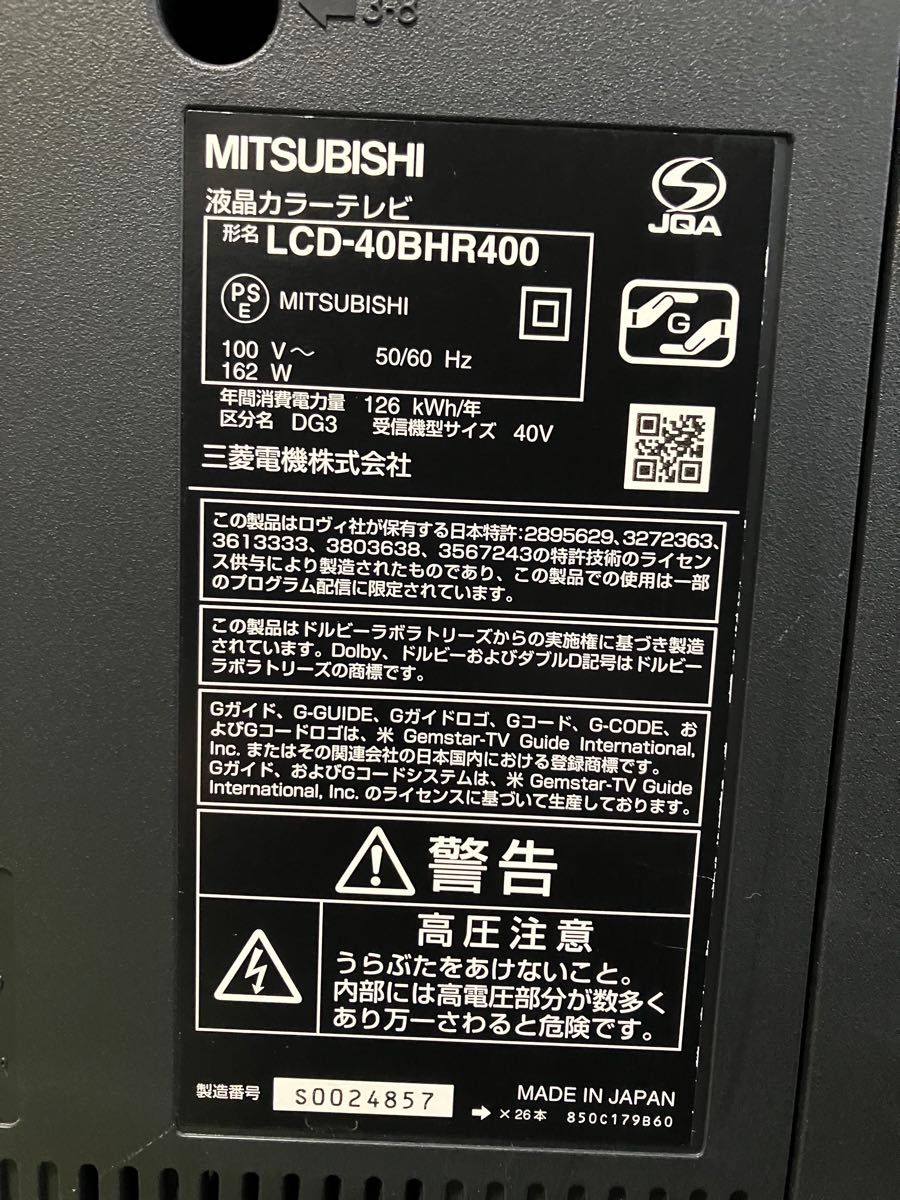 MITSUBISHI
液晶カラーテレビ
JQA
形名 LCD-40BHR400
PS
E
MITSUBISHI
G
100 V～ 50/60 Hz
162 W
年間消費電力量 126 kWh/年
区分名 DG3 受信機型サイズ 40V
三菱電機株式会社
この製品はロヴィ社が保有する日本特許:2895629、3272363、
3613333、3803638、3567243の特許技術のライセン
ス供与により製造されたものであり、この製品での使用は一部
のプログラム配信に限定されています。
この製品はドルビーラボラトリーズからの実施権に基づき製造
されています。Dolby、ドルビーおよびダブルD記号はドルビー
ラボラトリーズの商標です。
Gガイド、G-GUIDE、Gガイドロゴ、Gコード、G-CODE、お
よびGコードロゴは、米 Gemstar-TV Guide International,
Inc. またはその関連会社の日本国内における登録商標です。
Gガイド、およびGコードシステムは、米 Gemstar-TV Guide
International, Inc. のライセンスに基づいて生産しております。
警告
高圧注意
うらぶたをあけないこと。
内部には高電圧部分が数多く
あり万一さわると危険です。
製造番号 S0024857 MADE IN JAPAN
➔ ×26本 850C179B60